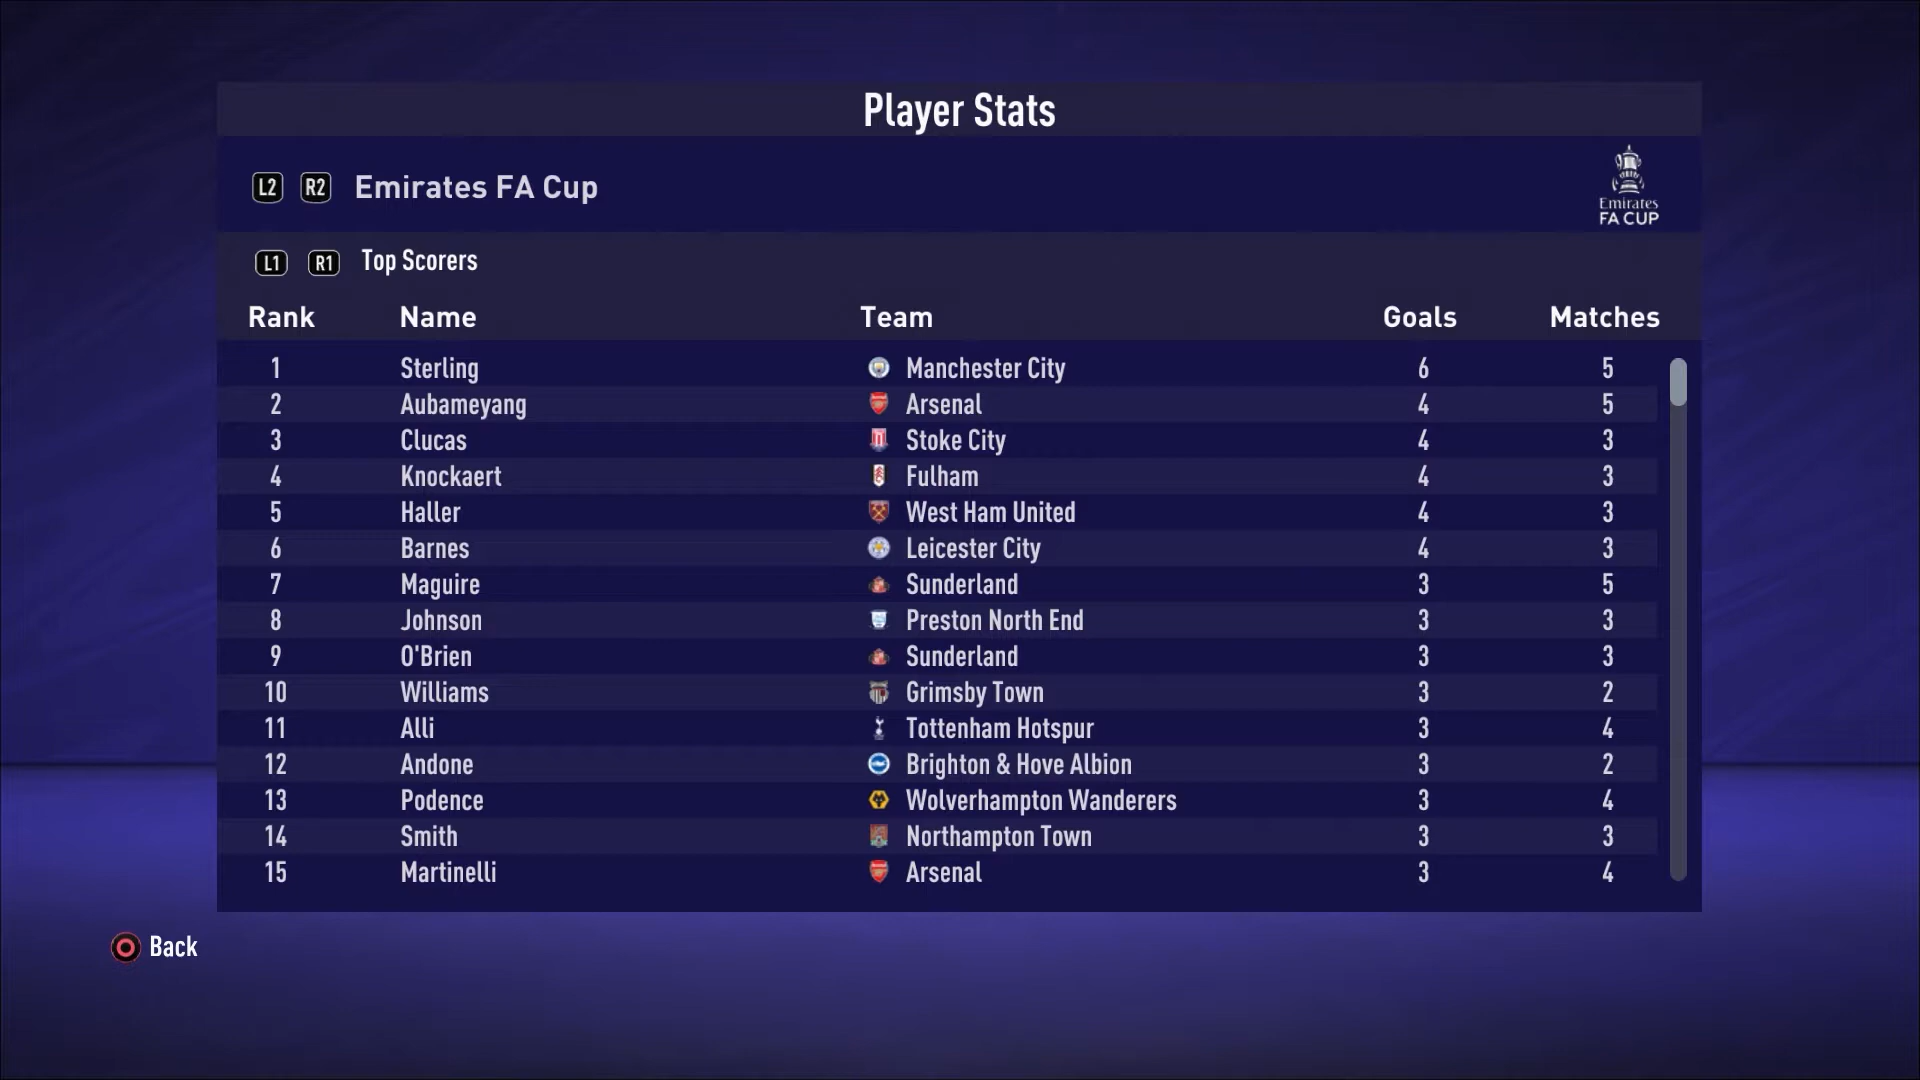 Player Stats
L2 R2 Emirates FA Cup
Emirates
FA CUP
L1 R1 Top Scorers
Rank Name Team Goals Matches
1 Sterling Manchester City 6 5
2 Aubameyang Arsenal 4 5
3 Clucas Stoke City 4 3
4 Knockaert Fulham 4 3
5 Haller West Ham United 4 3
6 Barnes Leicester City 4 3
7 Maguire Sunderland 3 5
8 Johnson Preston North End 3 3
9 O'Brien Sunderland 3 3
10 Williams Grimsby Town 3 2
11 Alli Tottenham Hotspur 3 4
12 Andone Brighton & Hove Albion 3 2
13 Podence Wolverhampton Wanderers 3 4
14 Smith Northampton Town 3 3
15 Martinelli Arsenal 3 4
Back